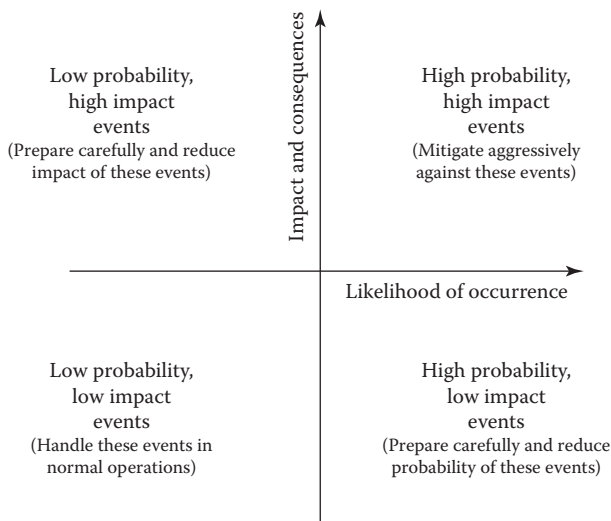 Low probability,
high impact
events
(Prepare carefully and reduce
impact of these events)
Impact and consequences
High probability,
high impact
events
(Mitigate aggressively
against these events)
Likelihood of occurrence
Low probability,
low impact
events
(Handle these events in
normal operations)
High probability,
low impact
events
(Prepare carefully and reduce
probability of these events)